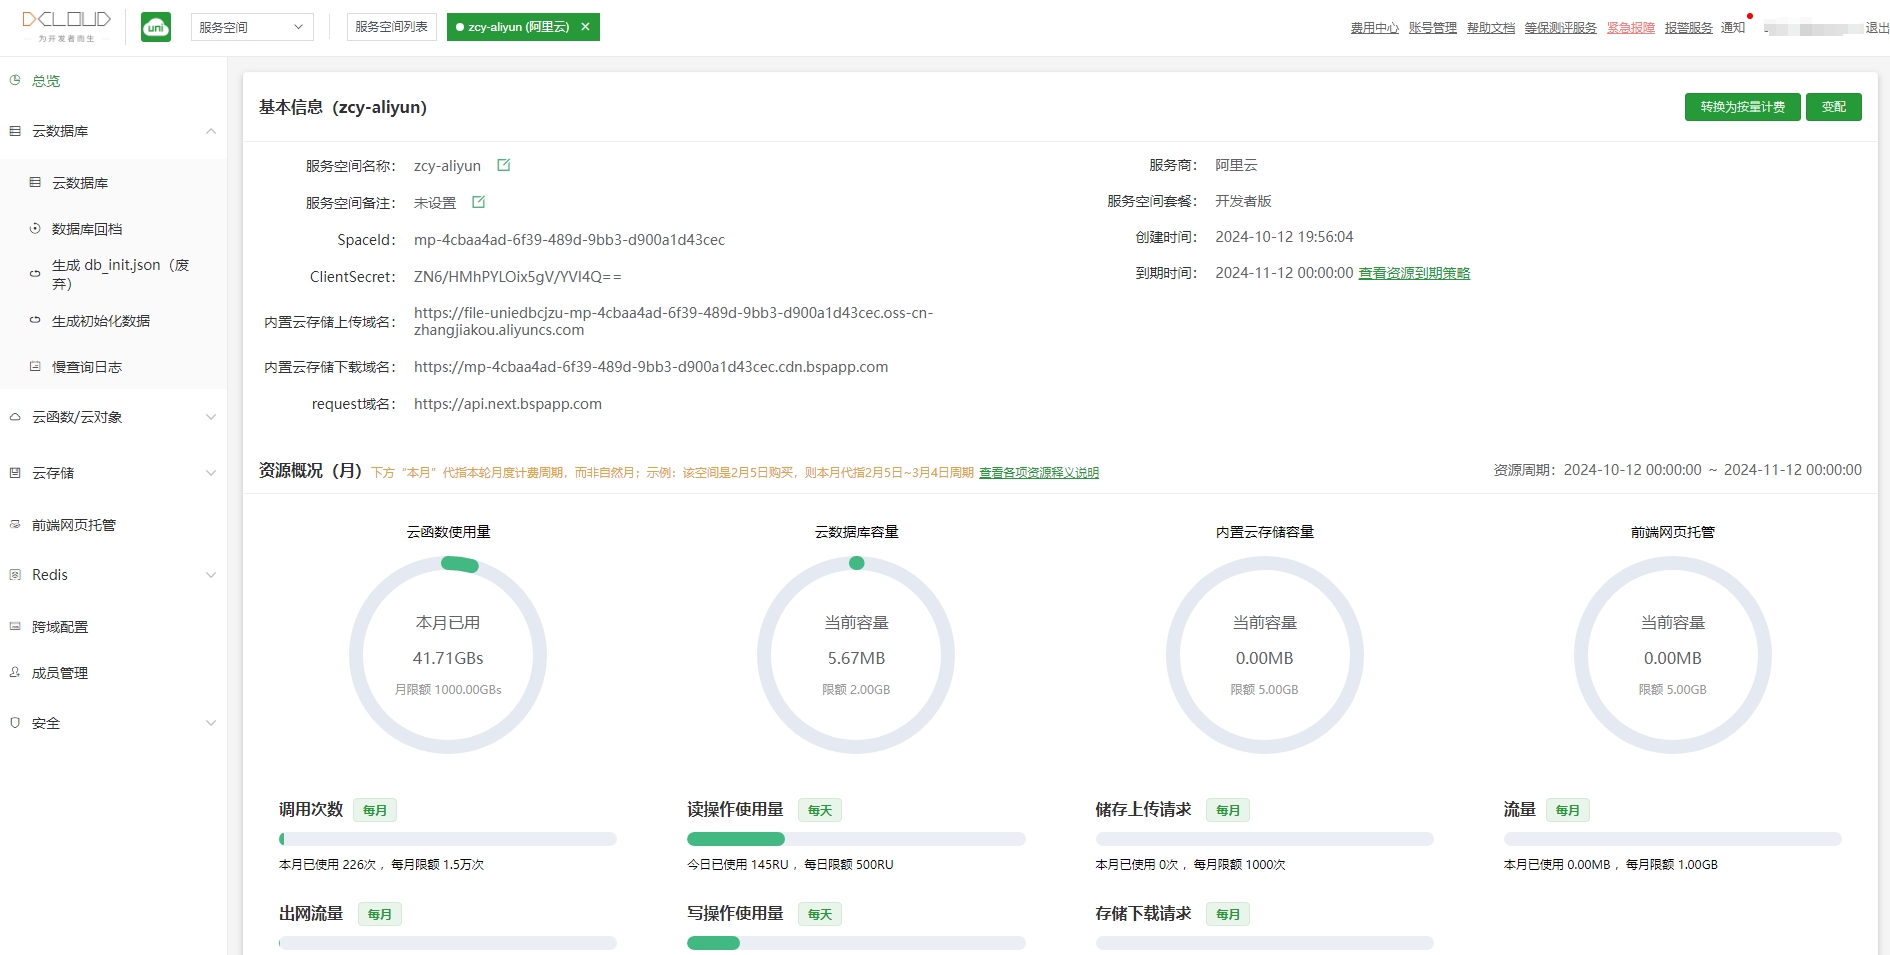 DCLOUD
为开发者而生
uni
服务空间
服务空间列表
zcy-aliyun (阿里云) ✕
费用中心 账号管理 帮助文档 等保测评服务 紧急报障 报警服务 通知
退出
总览
云数据库
云数据库
数据库回档
生成 db_init.json（废
弃）
生成初始化数据
慢查询日志
云函数/云对象
云存储
前端网页托管
Redis
跨域配置
成员管理
安全
基本信息（zcy-aliyun）
转换为按量计费
变配
服务空间名称： zcy-aliyun
服务空间备注： 未设置
SpaceId： mp-4cbaa4ad-6f39-489d-9bb3-d900a1d43cec
ClientSecret： ZN6/HMhPYLOix5gV/YVI4Q==
内置云存储上传域名： https://file-uniedbcjzu-mp-4cbaa4ad-6f39-489d-9bb3-d900a1d43cec.oss-cn-
zhangjiakou.aliyuncs.com
内置云存储下载域名： https://mp-4cbaa4ad-6f39-489d-9bb3-d900a1d43cec.cdn.bspapp.com
request域名： https://api.next.bspapp.com
服务商： 阿里云
服务空间套餐： 开发者版
创建时间： 2024-10-12 19:56:04
到期时间： 2024-11-12 00:00:00 查看资源到期策略
资源概况（月） 下方“本月”代指本轮月度计费周期，而非自然月；示例：该空间是2月5日购买，则本月代指2月5日~3月4日周期 查看各项资源释义说明
资源周期：2024-10-12 00:00:00 ~ 2024-11-12 00:00:00
云函数使用量
本月已用
41.71GBs
月限额 1000.00GBs
云数据库容量
当前容量
5.67MB
限额 2.00GB
内置云存储容量
当前容量
0.00MB
限额 5.00GB
前端网页托管
当前容量
0.00MB
限额 5.00GB
调用次数 每月
本月已使用 226次 ，每月限额 1.5万次
读操作使用量 每天
今日已使用 145RU ，每日限额 500RU
储存上传请求 每月
本月已使用 0次 ，每月限额 1000次
流量 每月
本月已使用 0.00MB ，每月限额 1.00GB
出网流量 每月
写操作使用量 每天
存储下载请求 每月